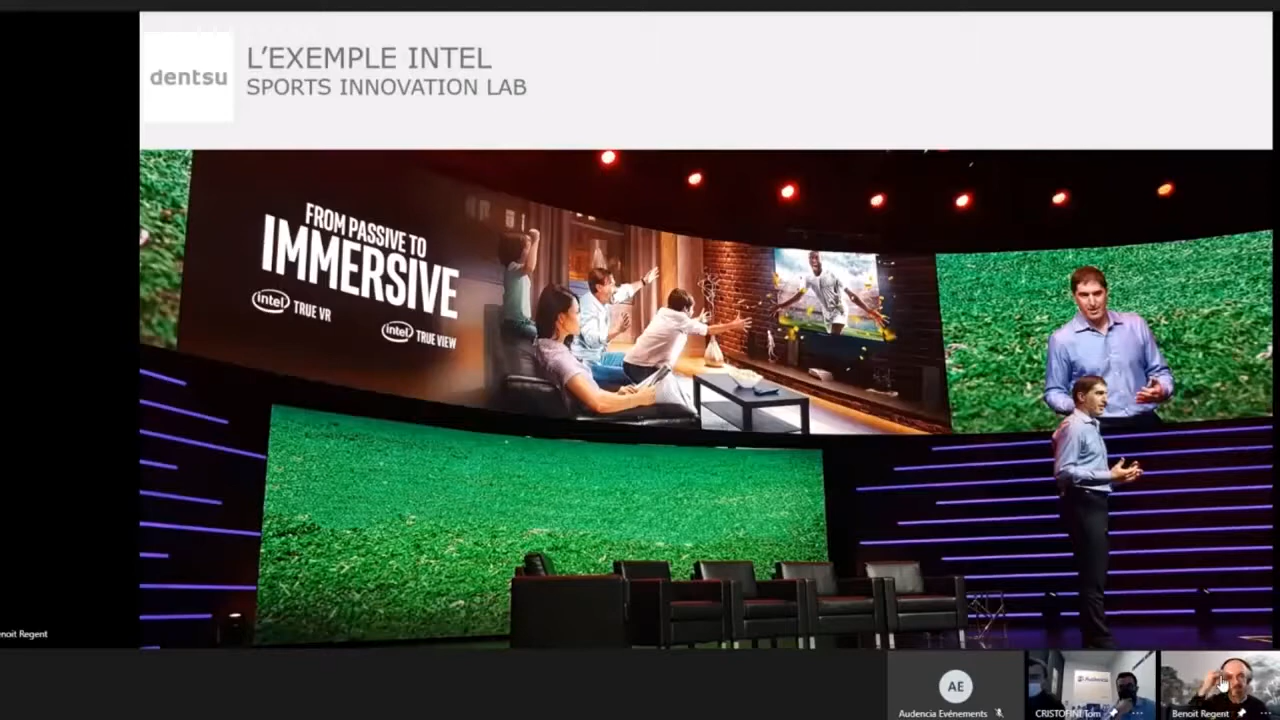 dentsu
L'EXEMPLE INTEL
SPORTS INNOVATION LAB
FROM PASSIVE TO
IMMERSIVE
intel TRUE VR
intel TRUE VIEW
noit Regent
AE
Audencia Evénements
CRISTOFINI Tom
Benoit Regent